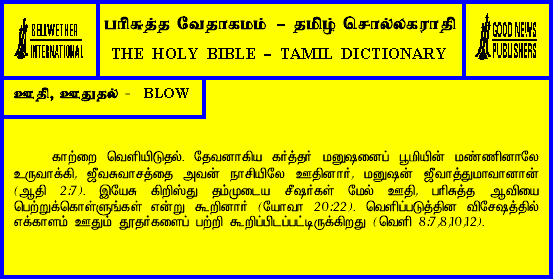 BELLWETHER
INTERNATIONAL
பரிசுத்த வேதாகமம் – தமிழ் சொல்லகராதி
THE HOLY BIBLE – TAMIL DICTIONARY
GOOD NEWS
PUBLISHERS
ஊதி, ஊதுதல் - BLOW
காற்றை வெளியிடுதல். தேவனாகிய கர்த்தர் மனுஷனைப் பூமியின் மண்ணினாலே
உருவாக்கி, ஜீவசுவாசத்தை அவன் நாசியிலே ஊதினார், மனுஷன் ஜீவாத்துமாவானான்
(ஆதி 2:7). இயேசு கிறிஸ்து தம்முடைய சீஷர்கள் மேல் ஊதி, பரிசுத்த ஆவியை
பெற்றுக்கொள்ளுங்கள் என்று கூறினார் (யோவா 20:22). வெளிப்படுத்தின விசேஷத்தில்
எக்காளம் ஊதும் தூதர்களைப் பற்றி கூறிப்பிடப்பட்டிருக்கிறது (வெளி 8:7,8,10,12).